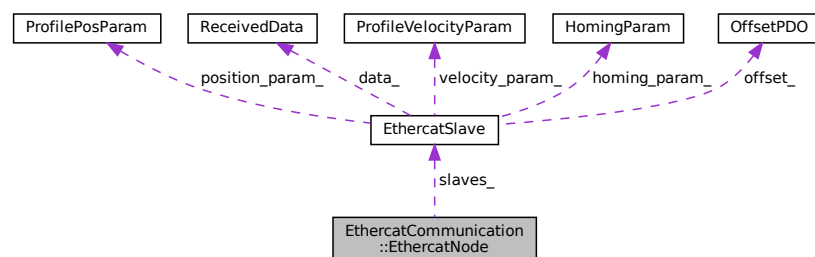 ProfilePosParam
ReceivedData
ProfileVelocityParam
HomingParam
OffsetPDO
position_param_
data_
velocity_param_
homing_param_
offset_
EthercatSlave
slaves_
EthercatCommunication
::EthercatNode